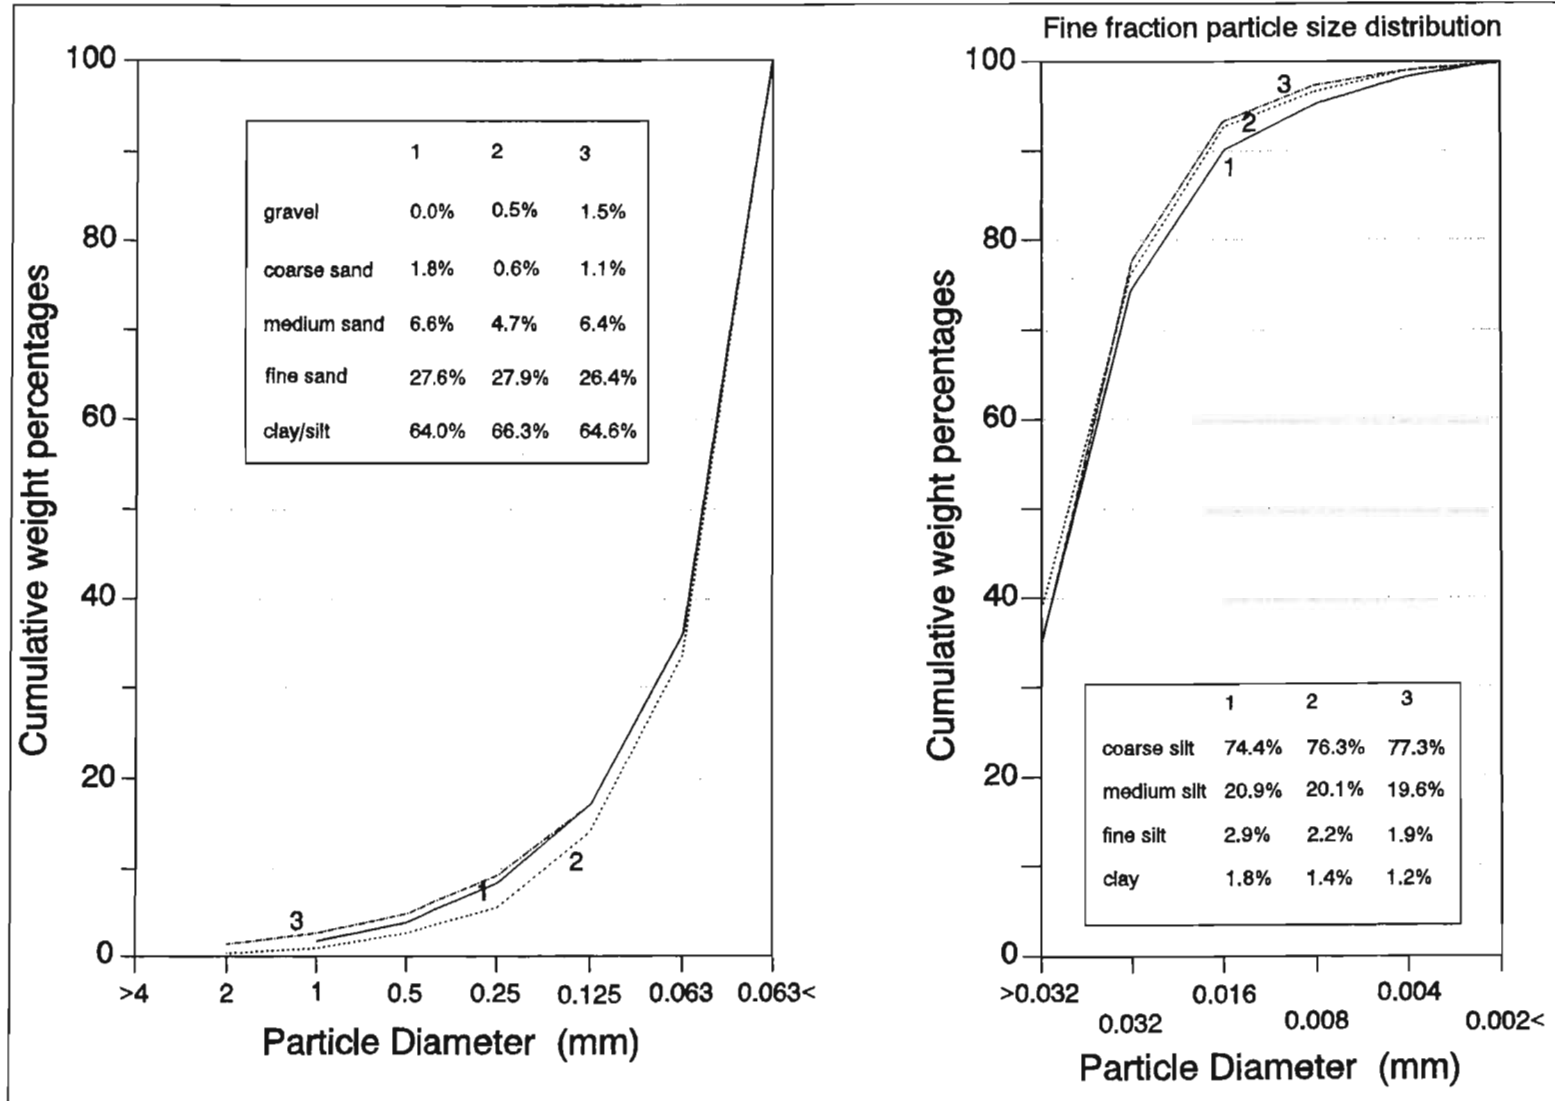 Fine fraction particle size distribution
100
80
60
40
20
0
Cumulative weight percentages
1 2 3
gravel 0.0% 0.5% 1.5%
coarse sand 1.8% 0.6% 1.1%
medium sand 6.6% 4.7% 6.4%
fine sand 27.6% 27.9% 26.4%
clay/silt 64.0% 66.3% 64.6%
3
1
2
>4 2 1 0.5 0.25 0.125 0.063 0.063<
Particle Diameter (mm)
100
80
60
40
20
0
Cumulative weight percentages
3
2
1
1 2 3
coarse silt 74.4% 76.3% 77.3%
medium silt 20.9% 20.1% 19.6%
fine silt 2.9% 2.2% 1.9%
clay 1.8% 1.4% 1.2%
>0.032 0.016 0.004
0.032 0.008 0.002<
Particle Diameter (mm)